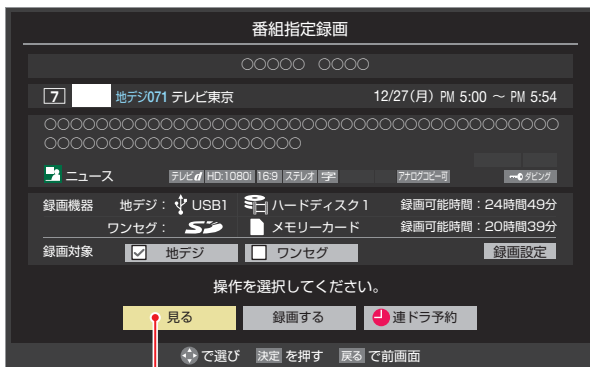 番組指定録画
○○○○○ ○○○○
7 地デジ071 テレビ東京 12/27(月) PM 5:00 ～ PM 5:54
○○○○○○○○○○○○○○○○○○○○○○○○○○○○○○○○○○○○○○○
○○○○○○○○○○○○○○○○○○○
ニュース テレビd HD:1080i 16:9 ステレオ 字 アナログコピー可 ダビング
録画機器 地デジ： USB1 ハードディスク1 録画可能時間：24時間49分
ワンセグ： SD メモリーカード 録画可能時間：20時間39分
録画対象 地デジ ワンセグ 録画設定
操作を選択してください。
見る 録画する 連ドラ予約
で選び 決定 を押す 戻る で前画面